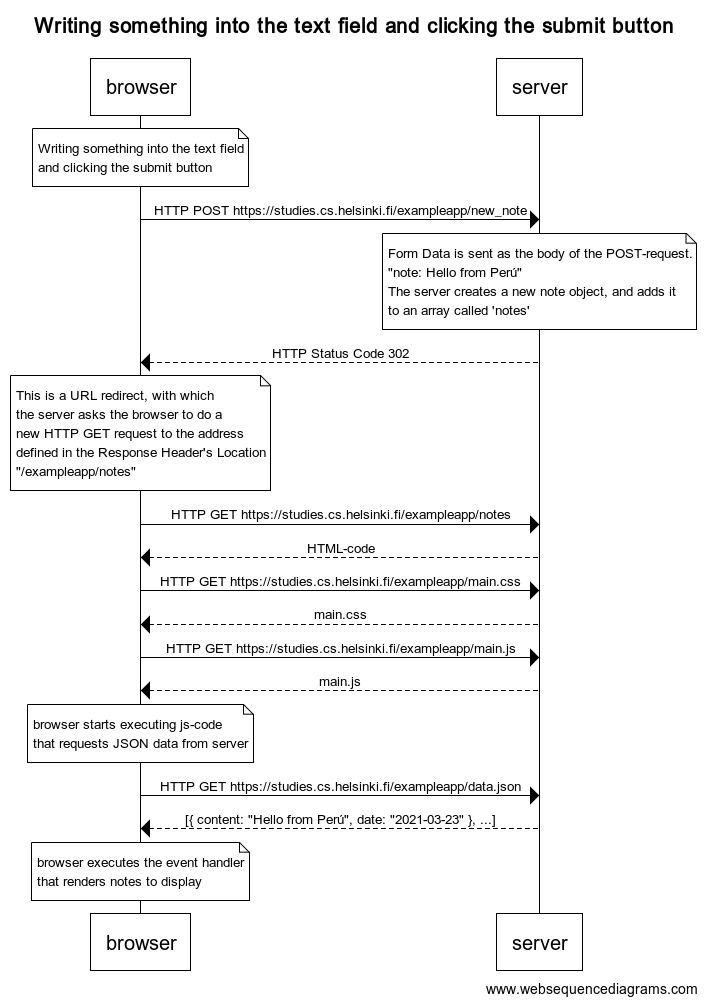 Writing something into the text field and clicking the submit button
browser
server
Writing something into the text field
and clicking the submit button
HTTP POST https://studies.cs.helsinki.fi/exampleapp/new_note
Form Data is sent as the body of the POST-request.
"note: Hello from Perú"
The server creates a new note object, and adds it
to an array called 'notes'
HTTP Status Code 302
This is a URL redirect, with which
the server asks the browser to do a
new HTTP GET request to the address
defined in the Response Header's Location
"/exampleapp/notes"
HTTP GET https://studies.cs.helsinki.fi/exampleapp/notes
HTML-code
HTTP GET https://studies.cs.helsinki.fi/exampleapp/main.css
main.css
HTTP GET https://studies.cs.helsinki.fi/exampleapp/main.js
main.js
browser starts executing js-code
that requests JSON data from server
HTTP GET https://studies.cs.helsinki.fi/exampleapp/data.json
[{ content: "Hello from Perú", date: "2021-03-23" }, ...]
browser executes the event handler
that renders notes to display
browser
server
www.websequencediagrams.com